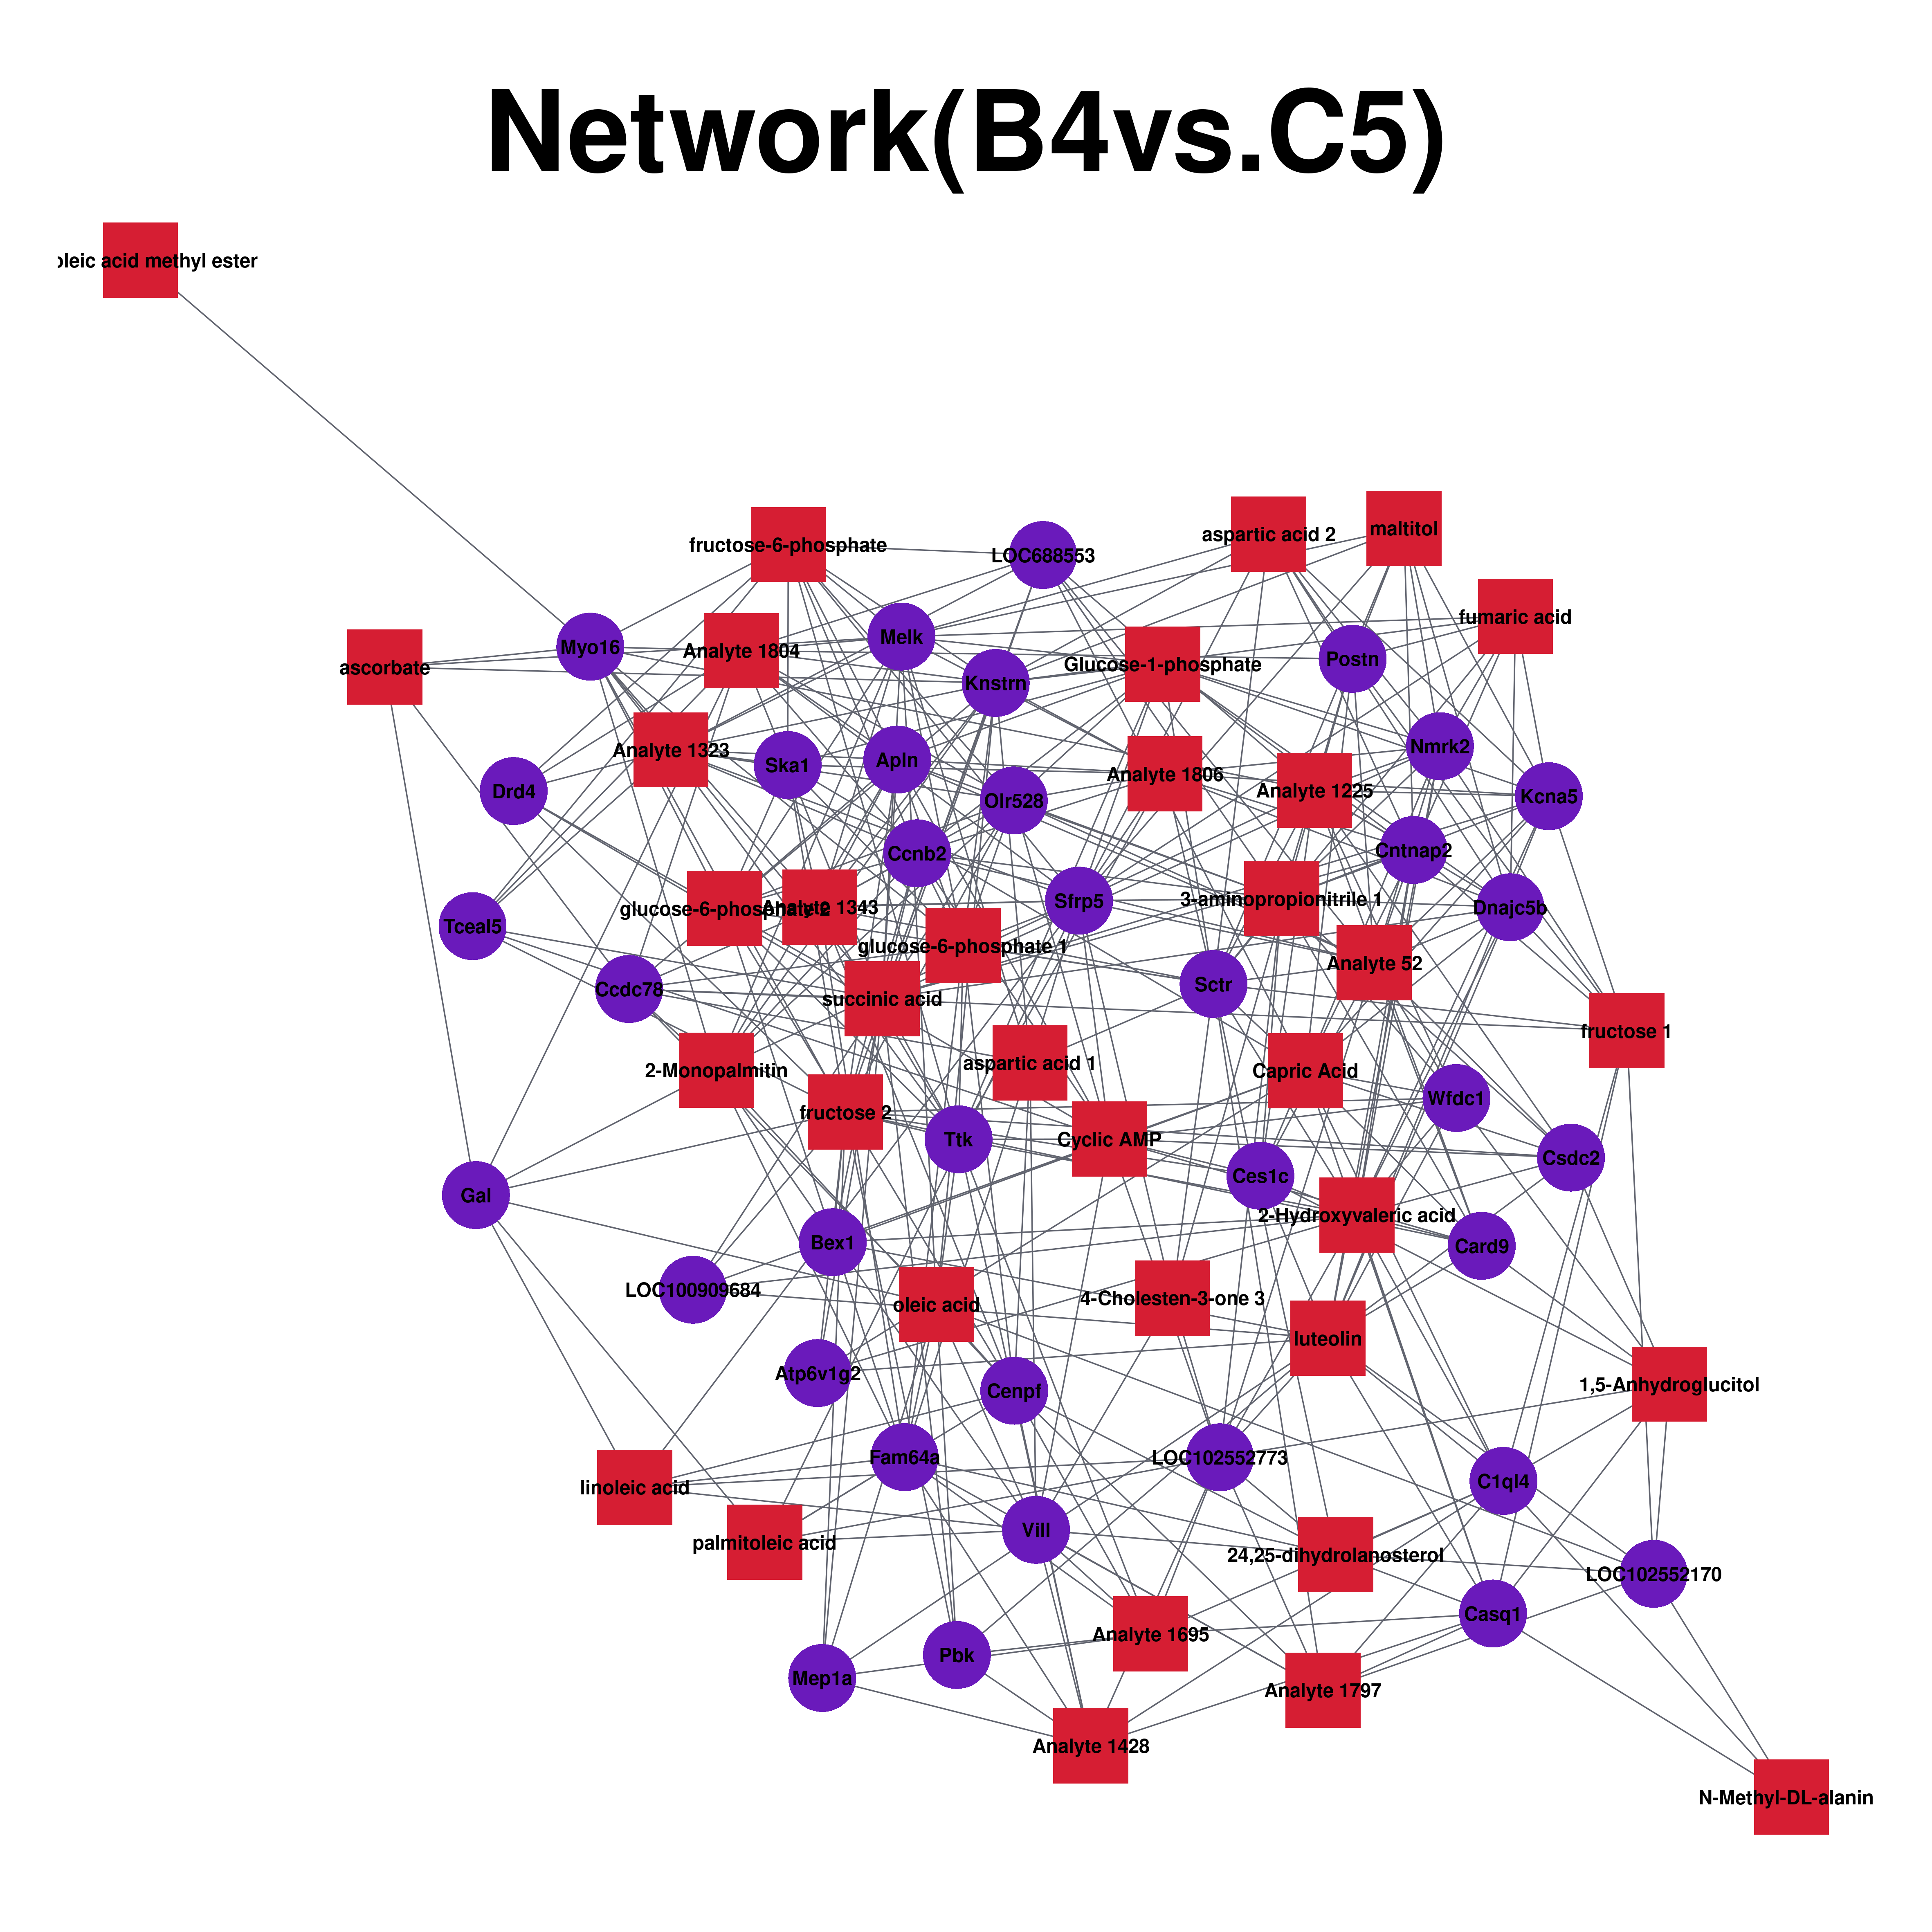 Network(B4vs.C5)
oleic acid methyl ester
aspartic acid 2
maltitol
fructose-6-phosphate
LOC688553
fumaric acid
Melk
Myo16
Analyte 1804
Postn
Glucose-1-phosphate
ascorbate
Knstrn
Nmrk2
Analyte 1323
Apln
Ska1
Analyte 1806
Drd4
Analyte 1225
Kcna5
Olr528
Ccnb2
Cntnap2
3-aminopropionitrile 1
Sfrp5
glucose-6-phosphate 2
Analyte 1343
Dnajc5b
Tceal5
glucose-6-phosphate 1
Analyte 52
Sctr
Ccdc78
succinic acid
fructose 1
aspartic acid 1
2-Monopalmitin
Capric Acid
Wfdc1
fructose 2
Ttk
Cyclic AMP
Csdc2
Ces1c
Gal
2-Hydroxyvaleric acid
Bex1
Card9
LOC100909684
4-Cholesten-3-one 3
oleic acid
luteolin
Atp6v1g2
1,5-Anhydroglucitol
Cenpf
Fam64a
LOC102552773
C1ql4
linoleic acid
Vill
palmitoleic acid
24,25-dihydrolanosterol
LOC102552170
Casq1
Analyte 1695
Pbk
Mep1a
Analyte 1797
Analyte 1428
N-Methyl-DL-alanin